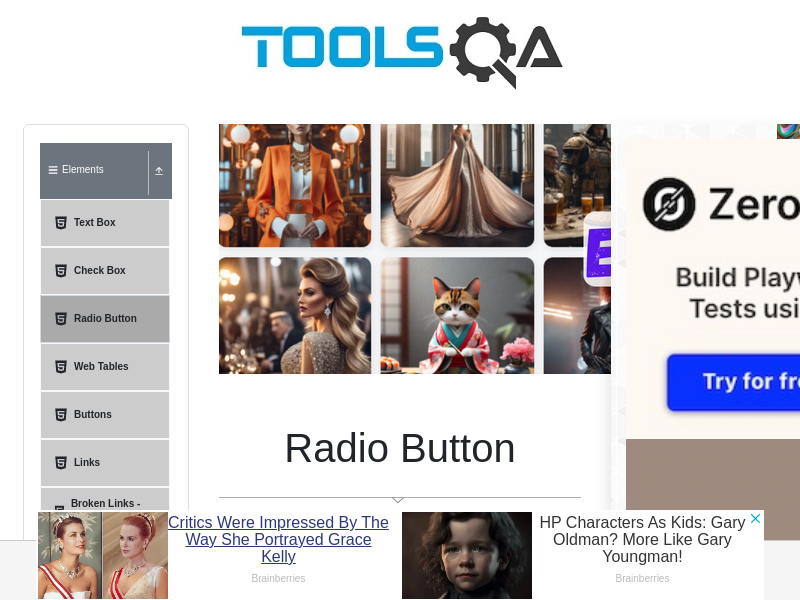 TOOLSQA
Elements
Text Box
Check Box
Radio Button
Web Tables
Buttons
Links
Broken Links -
Zero
Build Playw
Tests usi
Try for fr
Radio Button
Critics Were Impressed By The
Way She Portrayed Grace
Kelly
Brainberries
HP Characters As Kids: Gary
Oldman? More Like Gary
Youngman!
Brainberries